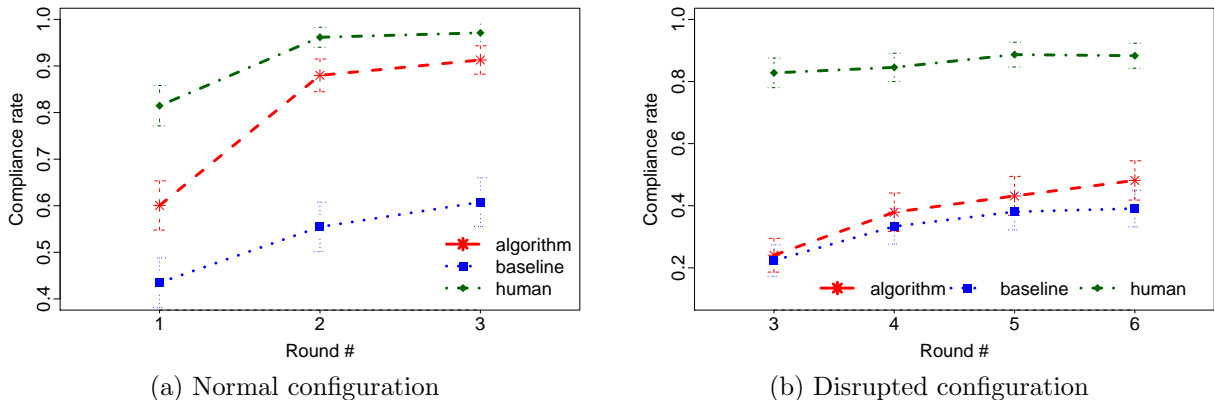 Compliance rate
1.0
0.9
0.8
0.7
0.6
0.5
0.4
algorithm
baseline
human
1 2 3
Round #
(a) Normal configuration
Compliance rate
1.0
0.8
0.6
0.4
0.2
algorithm baseline human
3 4 5 6
Round #
(b) Disrupted configuration